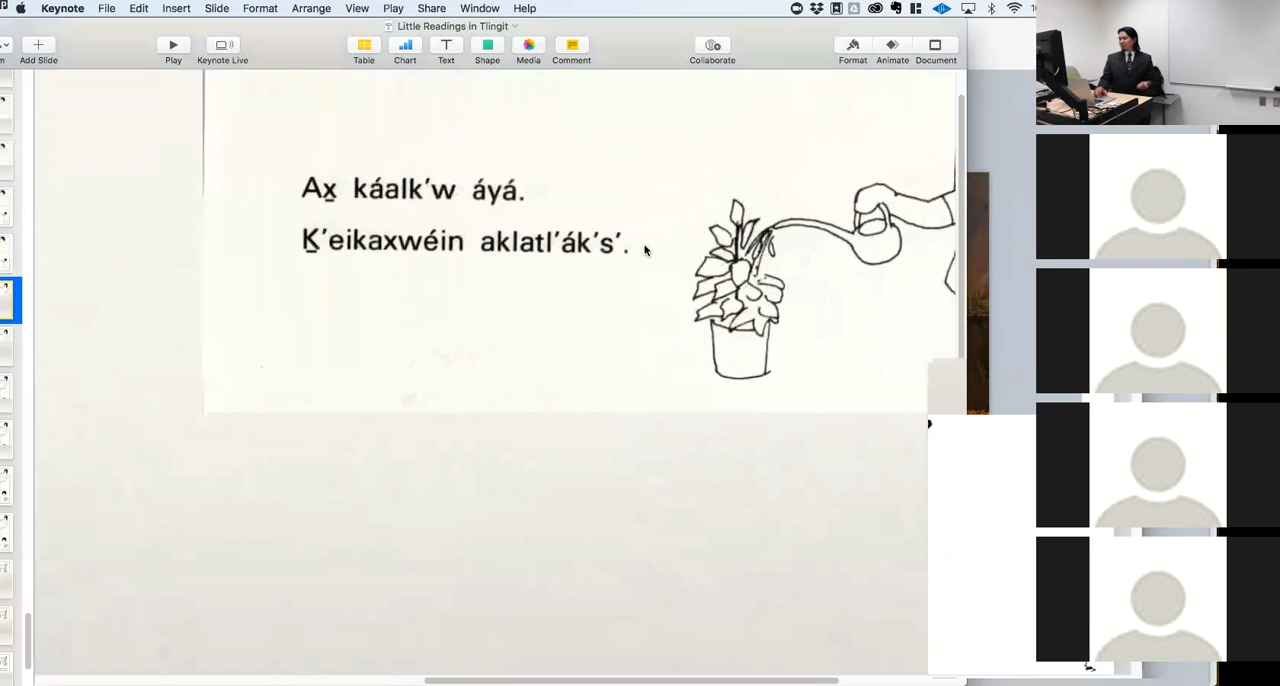 Keynote File Edit Insert Slide Format Arrange View Play Share Window Help
Little Readings in Tlingit
Add Slide Play Keynote Live Table Chart Text Shape Media Comment Collaborate Format Animate Document
Ax̱ káalk’w áyá.
Ḵ’eikaxwéin aklatl’ák’s’.